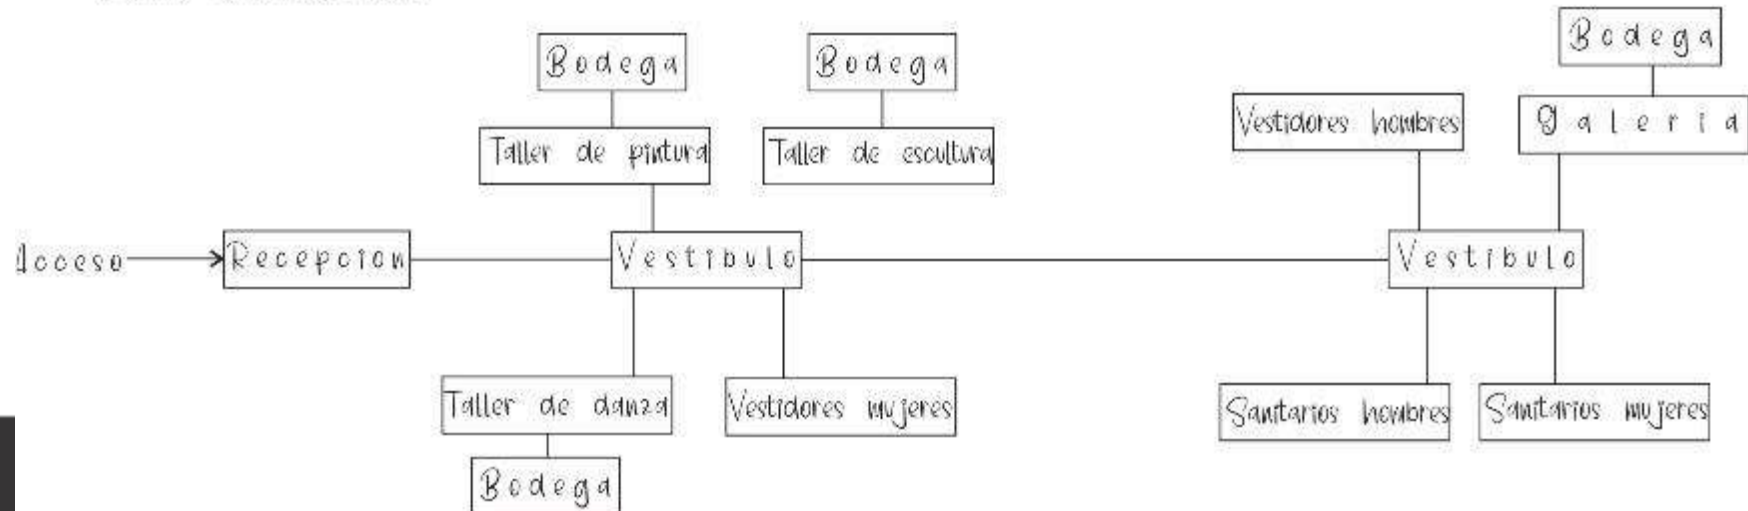 Bodega
Bodega
Bodega
Vestidores hombres
Galeria
Taller de pintura
Taller de escultura
Acceso
Recepcion
Vestibulo
Vestibulo
Taller de danza
Vestidores mujeres
Sanitarios hombres
Sanitarios mujeres
Bodega